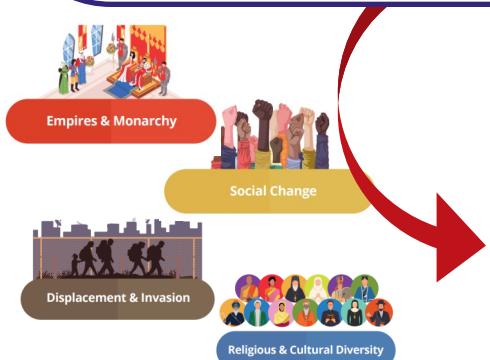 Empires & Monarchy
Social Change
Displacement & Invasion
Religious & Cultural Diversity